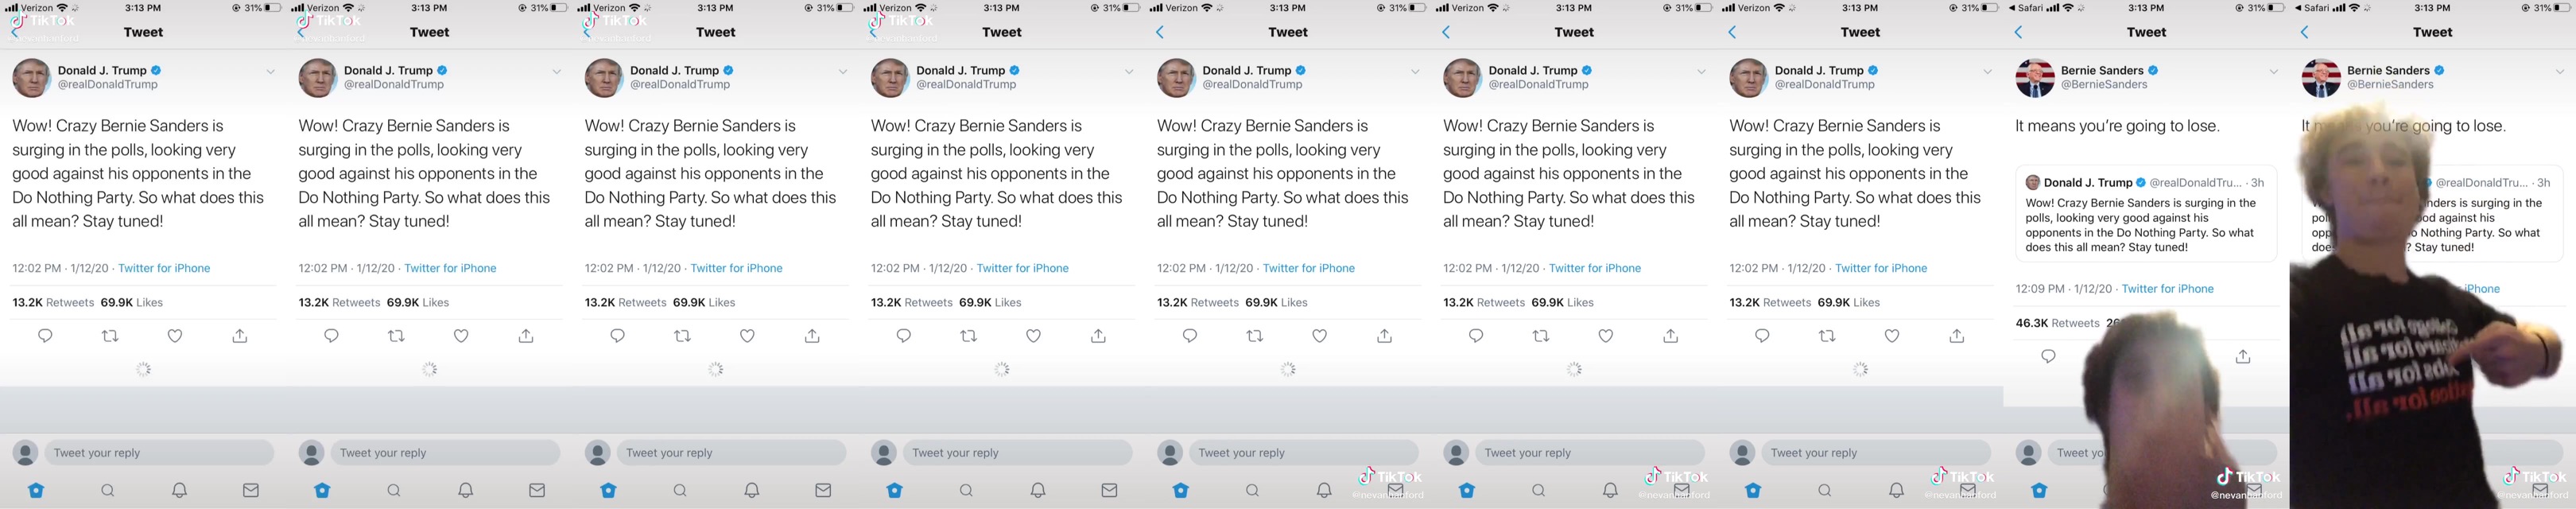 Verizon 3:13 PM 31%
TikTok
@nevanhanford
Tweet
Donald J. Trump
@realDonaldTrump
Wow! Crazy Bernie Sanders is
surging in the polls, looking very
good against his opponents in the
Do Nothing Party. So what does this
all mean? Stay tuned!
12:02 PM · 1/12/20 · Twitter for iPhone
13.2K Retweets 69.9K Likes
Tweet your reply
Verizon 3:13 PM 31%
TikTok
@nevanhanford
Tweet
Donald J. Trump
@realDonaldTrump
Wow! Crazy Bernie Sanders is
surging in the polls, looking very
good against his opponents in the
Do Nothing Party. So what does this
all mean? Stay tuned!
12:02 PM · 1/12/20 · Twitter for iPhone
13.2K Retweets 69.9K Likes
Tweet your reply
Verizon 3:13 PM 31%
TikTok
@nevanhanford
Tweet
Donald J. Trump
@realDonaldTrump
Wow! Crazy Bernie Sanders is
surging in the polls, looking very
good against his opponents in the
Do Nothing Party. So what does this
all mean? Stay tuned!
12:02 PM · 1/12/20 · Twitter for iPhone
13.2K Retweets 69.9K Likes
Tweet your reply
Verizon 3:13 PM 31%
TikTok
@nevanhanford
Tweet
Donald J. Trump
@realDonaldTrump
Wow! Crazy Bernie Sanders is
surging in the polls, looking very
good against his opponents in the
Do Nothing Party. So what does this
all mean? Stay tuned!
12:02 PM · 1/12/20 · Twitter for iPhone
13.2K Retweets 69.9K Likes
Tweet your reply
Verizon 3:13 PM 31%
Tweet
Donald J. Trump
@realDonaldTrump
Wow! Crazy Bernie Sanders is
surging in the polls, looking very
good against his opponents in the
Do Nothing Party. So what does this
all mean? Stay tuned!
12:02 PM · 1/12/20 · Twitter for iPhone
13.2K Retweets 69.9K Likes
Tweet your reply
TikTok
@nevanhanford
Verizon 3:13 PM 31%
Tweet
Donald J. Trump
@realDonaldTrump
Wow! Crazy Bernie Sanders is
surging in the polls, looking very
good against his opponents in the
Do Nothing Party. So what does this
all mean? Stay tuned!
12:02 PM · 1/12/20 · Twitter for iPhone
13.2K Retweets 69.9K Likes
Tweet your reply
TikTok
@nevanhanford
Verizon 3:13 PM 31%
Tweet
Donald J. Trump
@realDonaldTrump
Wow! Crazy Bernie Sanders is
surging in the polls, looking very
good against his opponents in the
Do Nothing Party. So what does this
all mean? Stay tuned!
12:02 PM · 1/12/20 · Twitter for iPhone
13.2K Retweets 69.9K Likes
Tweet your reply
TikTok
@nevanhanford
Safari 3:13 PM 31%
Tweet
Bernie Sanders
@BernieSanders
It means you're going to lose.
Donald J. Trump @realDonaldTru... · 3h
Wow! Crazy Bernie Sanders is surging in the
polls, looking very good against his
opponents in the Do Nothing Party. So what
does this all mean? Stay tuned!
12:09 PM · 1/12/20 · Twitter for iPhone
46.3K Retweets
Tweet yo
TikTok
@nevanhanford
Safari 3:13 PM 31%
Tweet
Bernie Sanders
@BernieSanders
It means you're going to lose.
@realDonaldTru... · 3h
nders is surging in the
od against his
o Nothing Party. So what
? Stay tuned!
iPhone
for all
for all
for all
for all.
TikTok
@nevanhanford